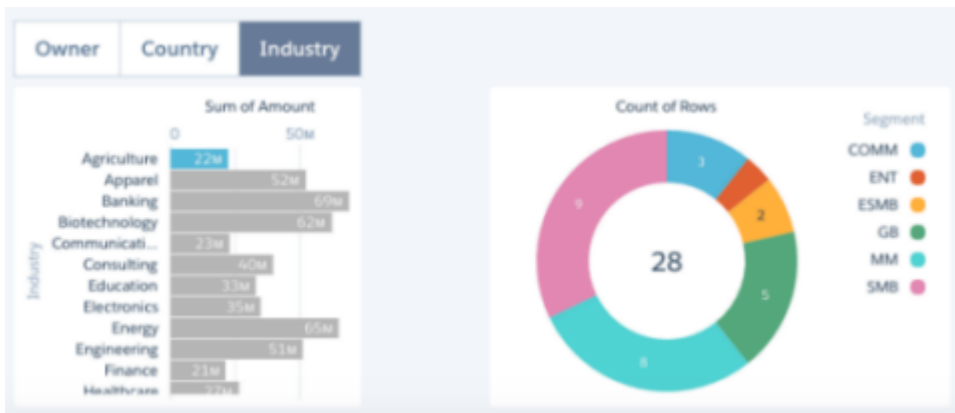 Owner Country Industry
Sum of Amount
0 50M
Industry
Agriculture 22M
Apparel 52M
Banking 69M
Biotechnology 62M
Communicati... 23M
Consulting 40M
Education 33M
Electronics 35M
Energy 65M
Engineering 51M
Finance 21M
Healthcare 27M
Count of Rows
3
2
5
8
9
28
Segment
COMM
ENT
ESMB
GB
MM
SMB